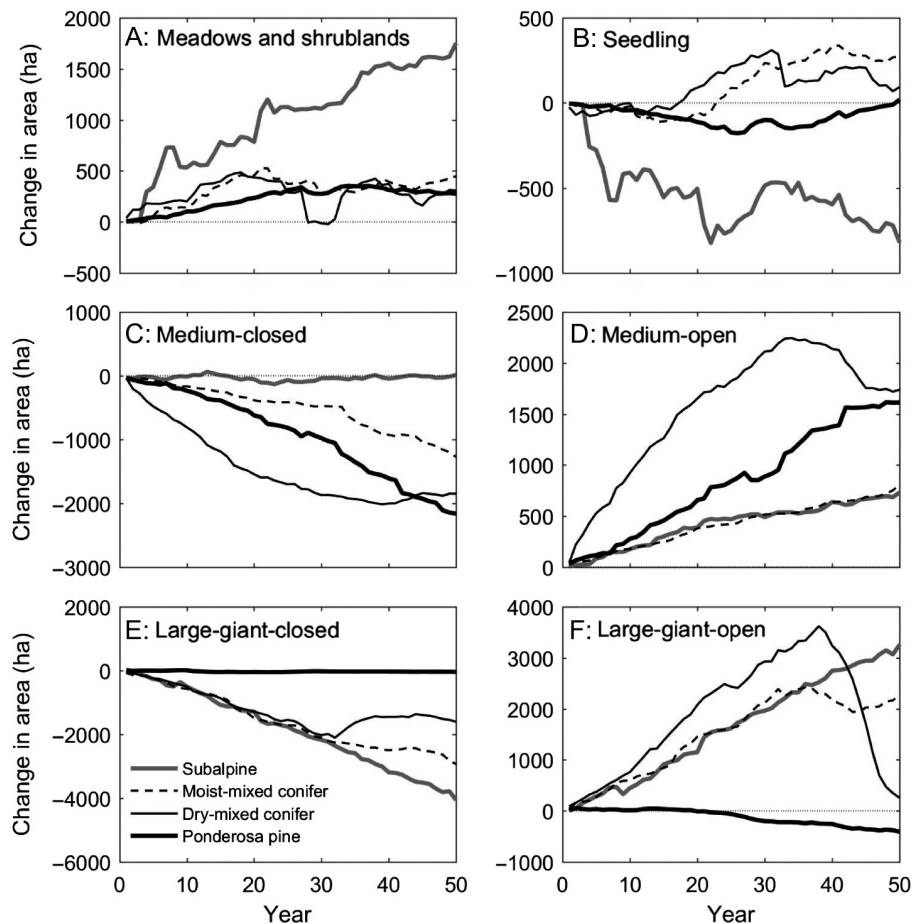 A: Meadows and shrublands
2000
1500
1000
500
0
−500
Change in area (ha)
B: Seedling
500
0
−500
−1000
C: Medium-closed
1000
0
−1000
−2000
−3000
Change in area (ha)
D: Medium-open
2500
2000
1500
1000
500
0
E: Large-giant-closed
2000
0
−2000
−4000
−6000
Change in area (ha)
Subalpine
Moist-mixed conifer
Dry-mixed conifer
Ponderosa pine
0 10 20 30 40 50
Year
F: Large-giant-open
4000
3000
2000
1000
0
−1000
0 10 20 30 40 50
Year